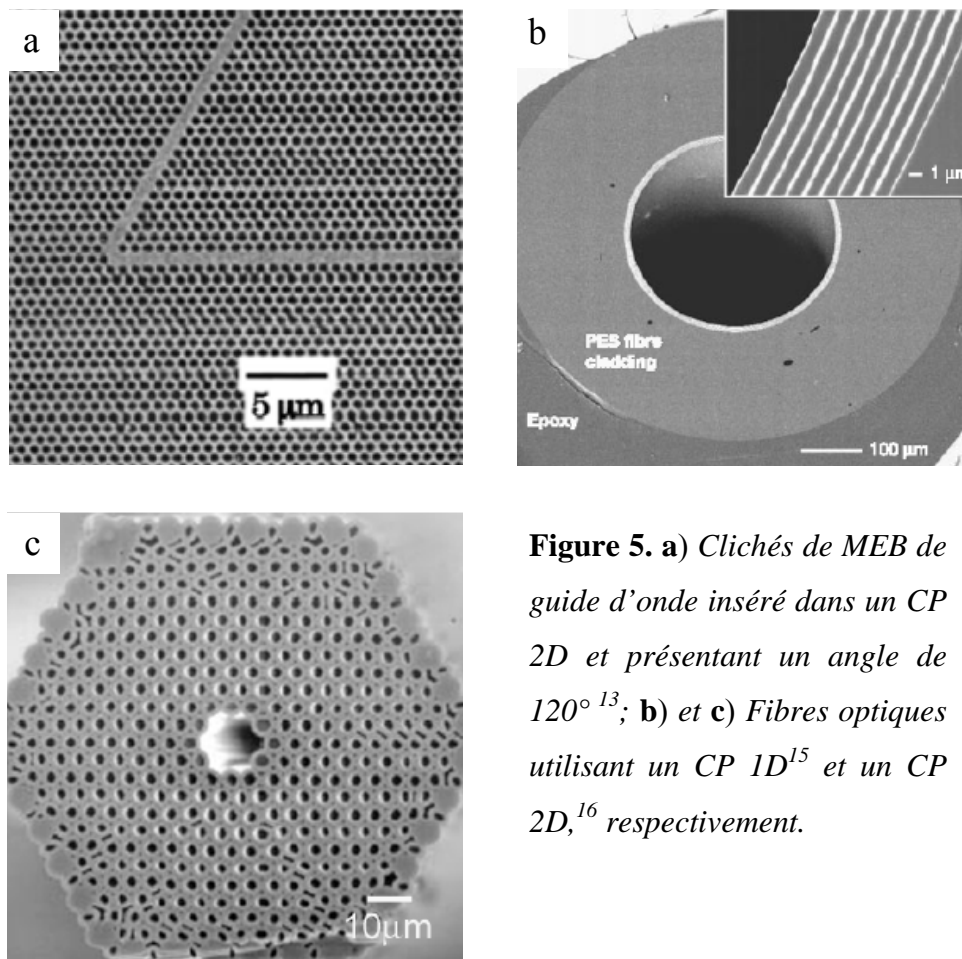 a
5 µm
b
1 µm
PES fibre
cladding
Epoxy
100 µm
c
10µm
Figure 5. a) Clichés de MEB de
guide d’onde inséré dans un CP
2D et présentant un angle de
120° 13; b) et c) Fibres optiques
utilisant un CP 1D15 et un CP
2D,16 respectivement.